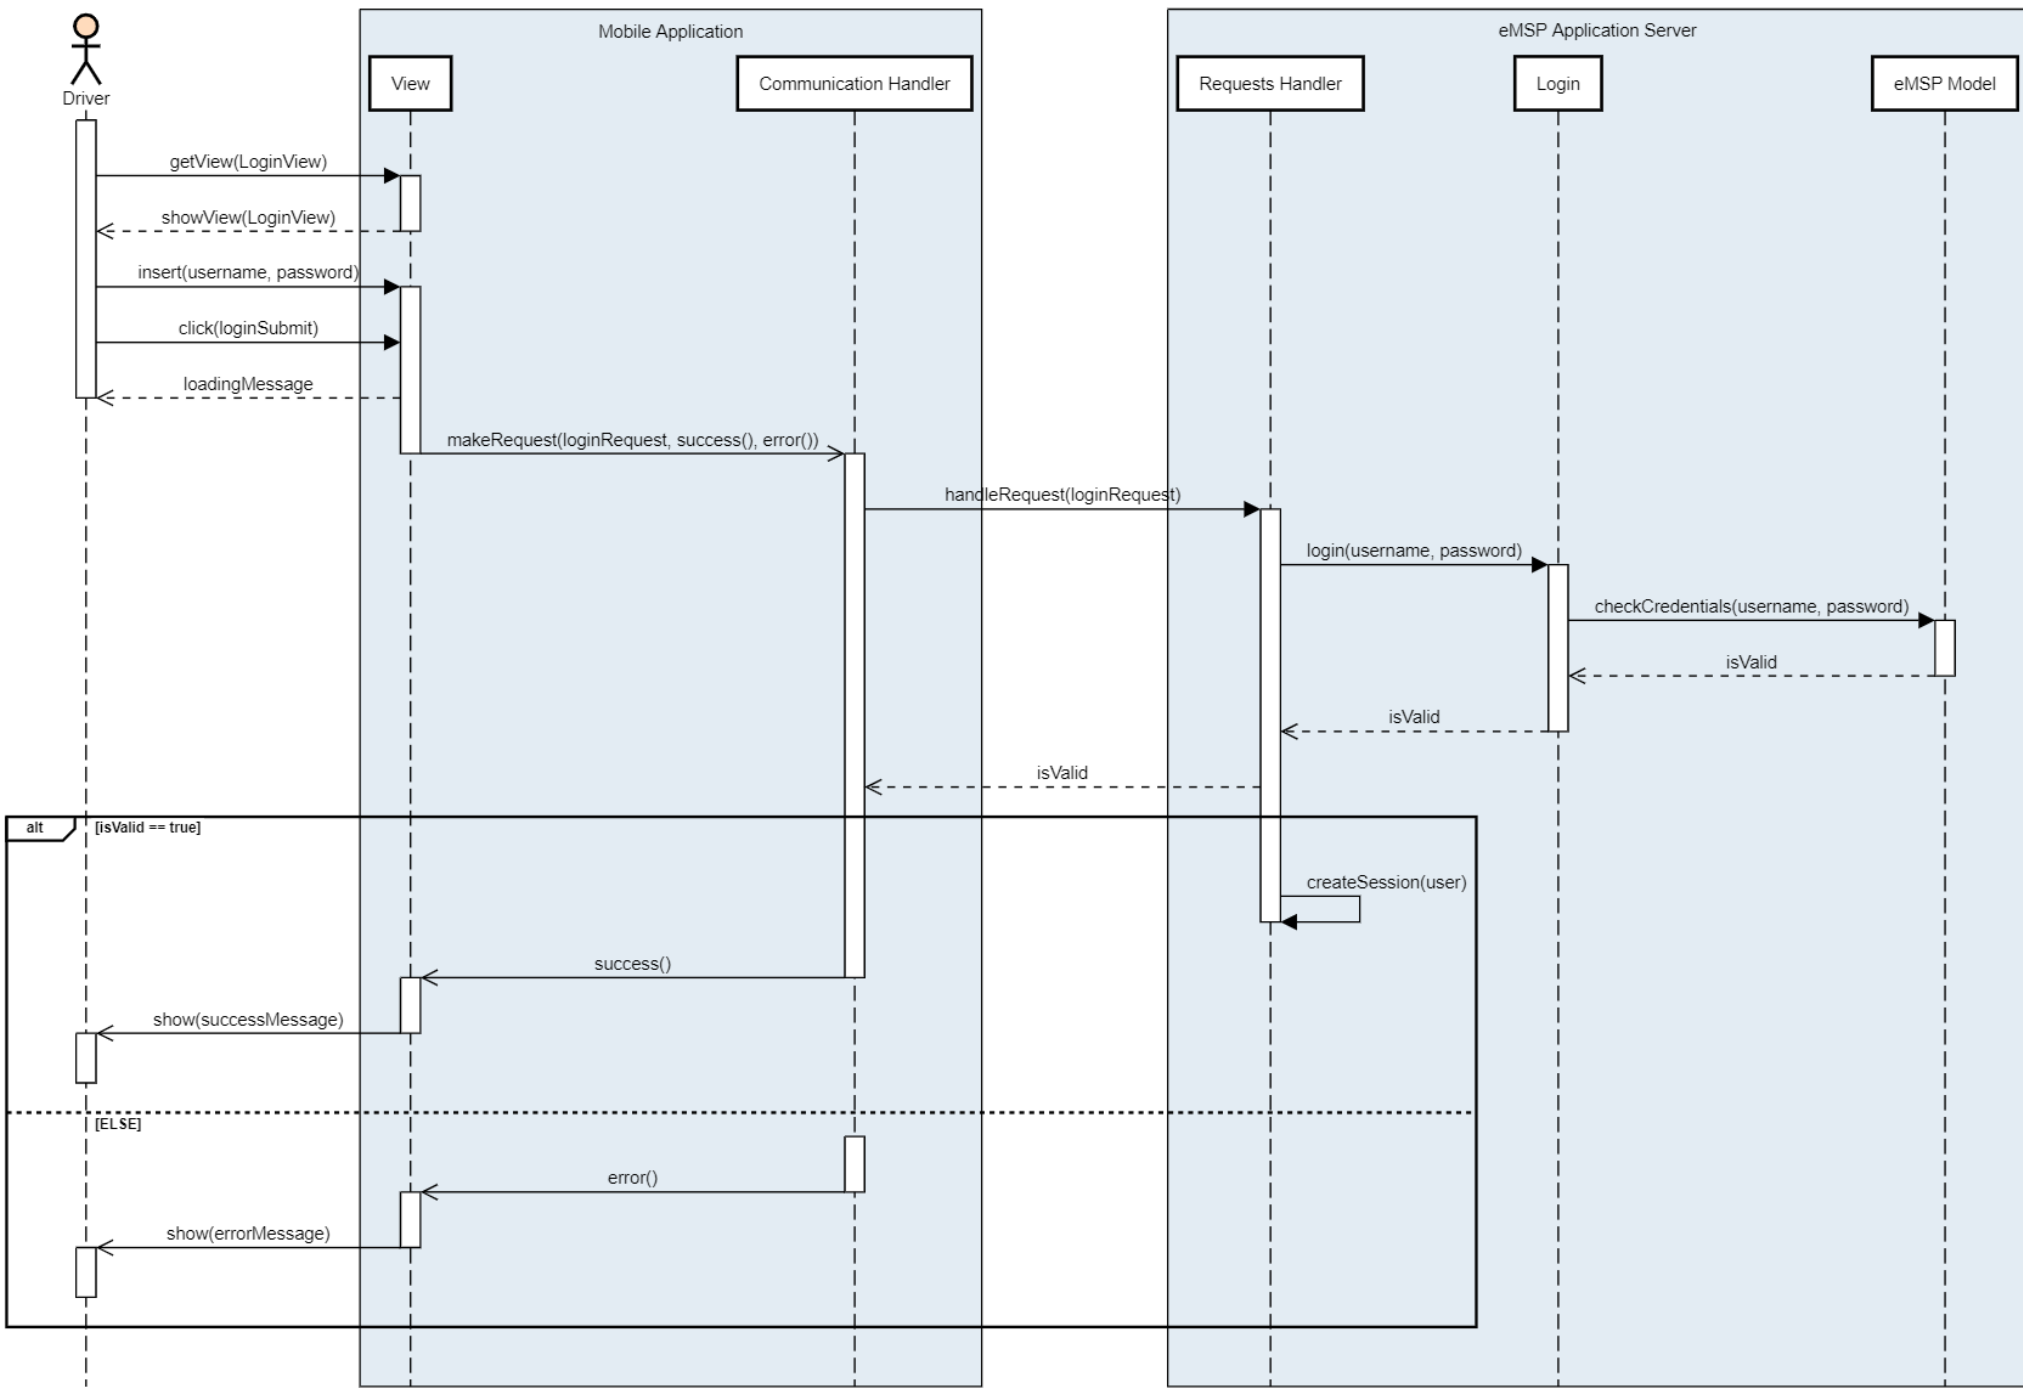 Mobile Application
eMSP Application Server
Driver
View
Communication Handler
Requests Handler
Login
eMSP Model
getView(LoginView)
showView(LoginView)
insert(username, password)
click(loginSubmit)
loadingMessage
makeRequest(loginRequest, success(), error())
handleRequest(loginRequest)
login(username, password)
checkCredentials(username, password)
isValid
isValid
isValid
alt
[isValid == true]
createSession(user)
success()
show(successMessage)
[ELSE]
error()
show(errorMessage)